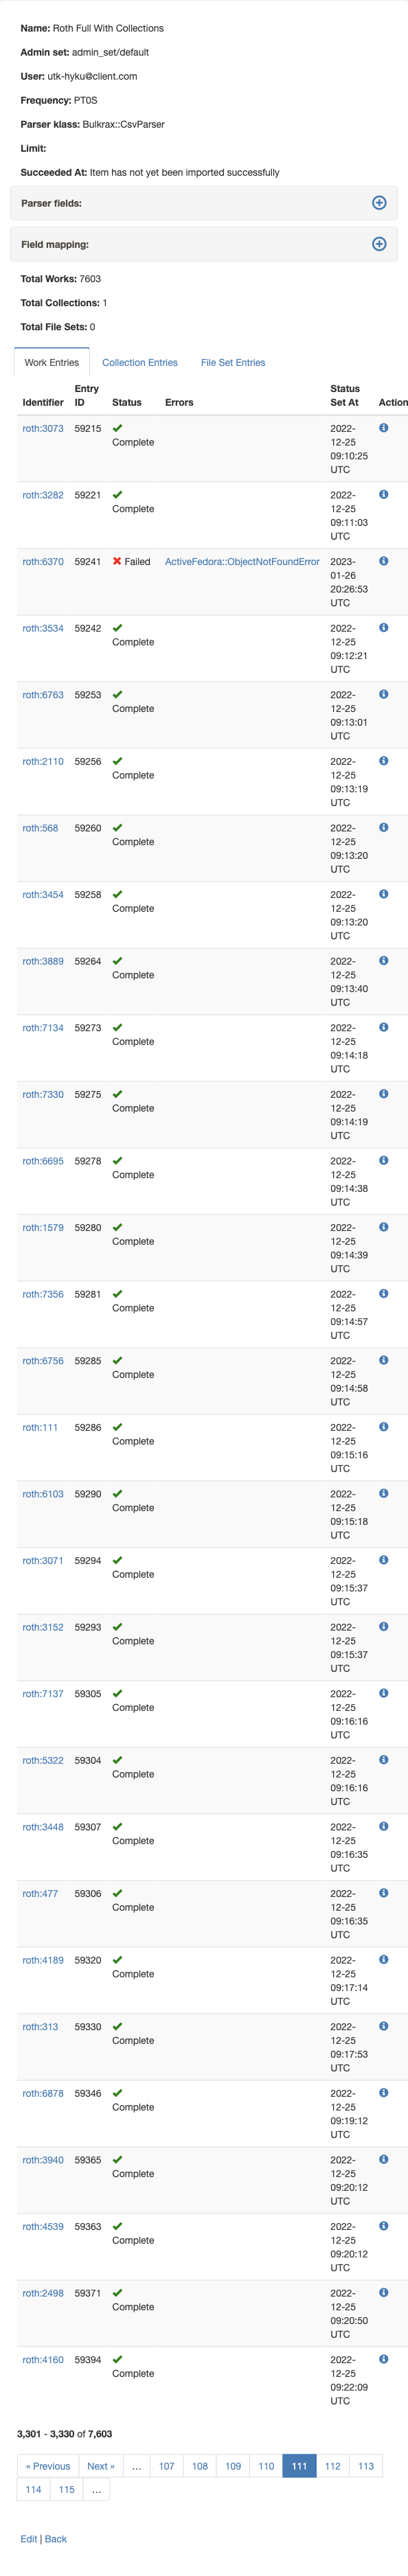 Name: Roth Full With Collections
Admin set: admin_set/default
User: utk-hyku@client.com
Frequency: PT0S
Parser klass: Bulkrax::CsvParser
Limit:
Succeeded At: Item has not yet been imported successfully
Parser fields:
Field mapping:
Total Works: 7603
Total Collections: 1
Total File Sets: 0
Work Entries Collection Entries File Set Entries
Identifier Entry ID Status Errors Status Set At Action
roth:3073 59215 Complete 2022-12-25 09:10:25 UTC
roth:3282 59221 Complete 2022-12-25 09:11:03 UTC
roth:6370 59241 Failed ActiveFedora::ObjectNotFoundError 2023-01-26 20:26:53 UTC
roth:3534 59242 Complete 2022-12-25 09:12:21 UTC
roth:6763 59253 Complete 2022-12-25 09:13:01 UTC
roth:2110 59256 Complete 2022-12-25 09:13:19 UTC
roth:568 59260 Complete 2022-12-25 09:13:20 UTC
roth:3454 59258 Complete 2022-12-25 09:13:20 UTC
roth:3889 59264 Complete 2022-12-25 09:13:40 UTC
roth:7134 59273 Complete 2022-12-25 09:14:18 UTC
roth:7330 59275 Complete 2022-12-25 09:14:19 UTC
roth:6695 59278 Complete 2022-12-25 09:14:38 UTC
roth:1579 59280 Complete 2022-12-25 09:14:39 UTC
roth:7356 59281 Complete 2022-12-25 09:14:57 UTC
roth:6756 59285 Complete 2022-12-25 09:14:58 UTC
roth:111 59286 Complete 2022-12-25 09:15:16 UTC
roth:6103 59290 Complete 2022-12-25 09:15:18 UTC
roth:3071 59294 Complete 2022-12-25 09:15:37 UTC
roth:3152 59293 Complete 2022-12-25 09:15:37 UTC
roth:7137 59305 Complete 2022-12-25 09:16:16 UTC
roth:5322 59304 Complete 2022-12-25 09:16:16 UTC
roth:3448 59307 Complete 2022-12-25 09:16:35 UTC
roth:477 59306 Complete 2022-12-25 09:16:35 UTC
roth:4189 59320 Complete 2022-12-25 09:17:14 UTC
roth:313 59330 Complete 2022-12-25 09:17:53 UTC
roth:6878 59346 Complete 2022-12-25 09:19:12 UTC
roth:3940 59365 Complete 2022-12-25 09:20:12 UTC
roth:4539 59363 Complete 2022-12-25 09:20:12 UTC
roth:2498 59371 Complete 2022-12-25 09:20:50 UTC
roth:4160 59394 Complete 2022-12-25 09:22:09 UTC
3,301 - 3,330 of 7,603
« Previous Next » … 107 108 109 110 111 112 113
114 115 …
Edit | Back